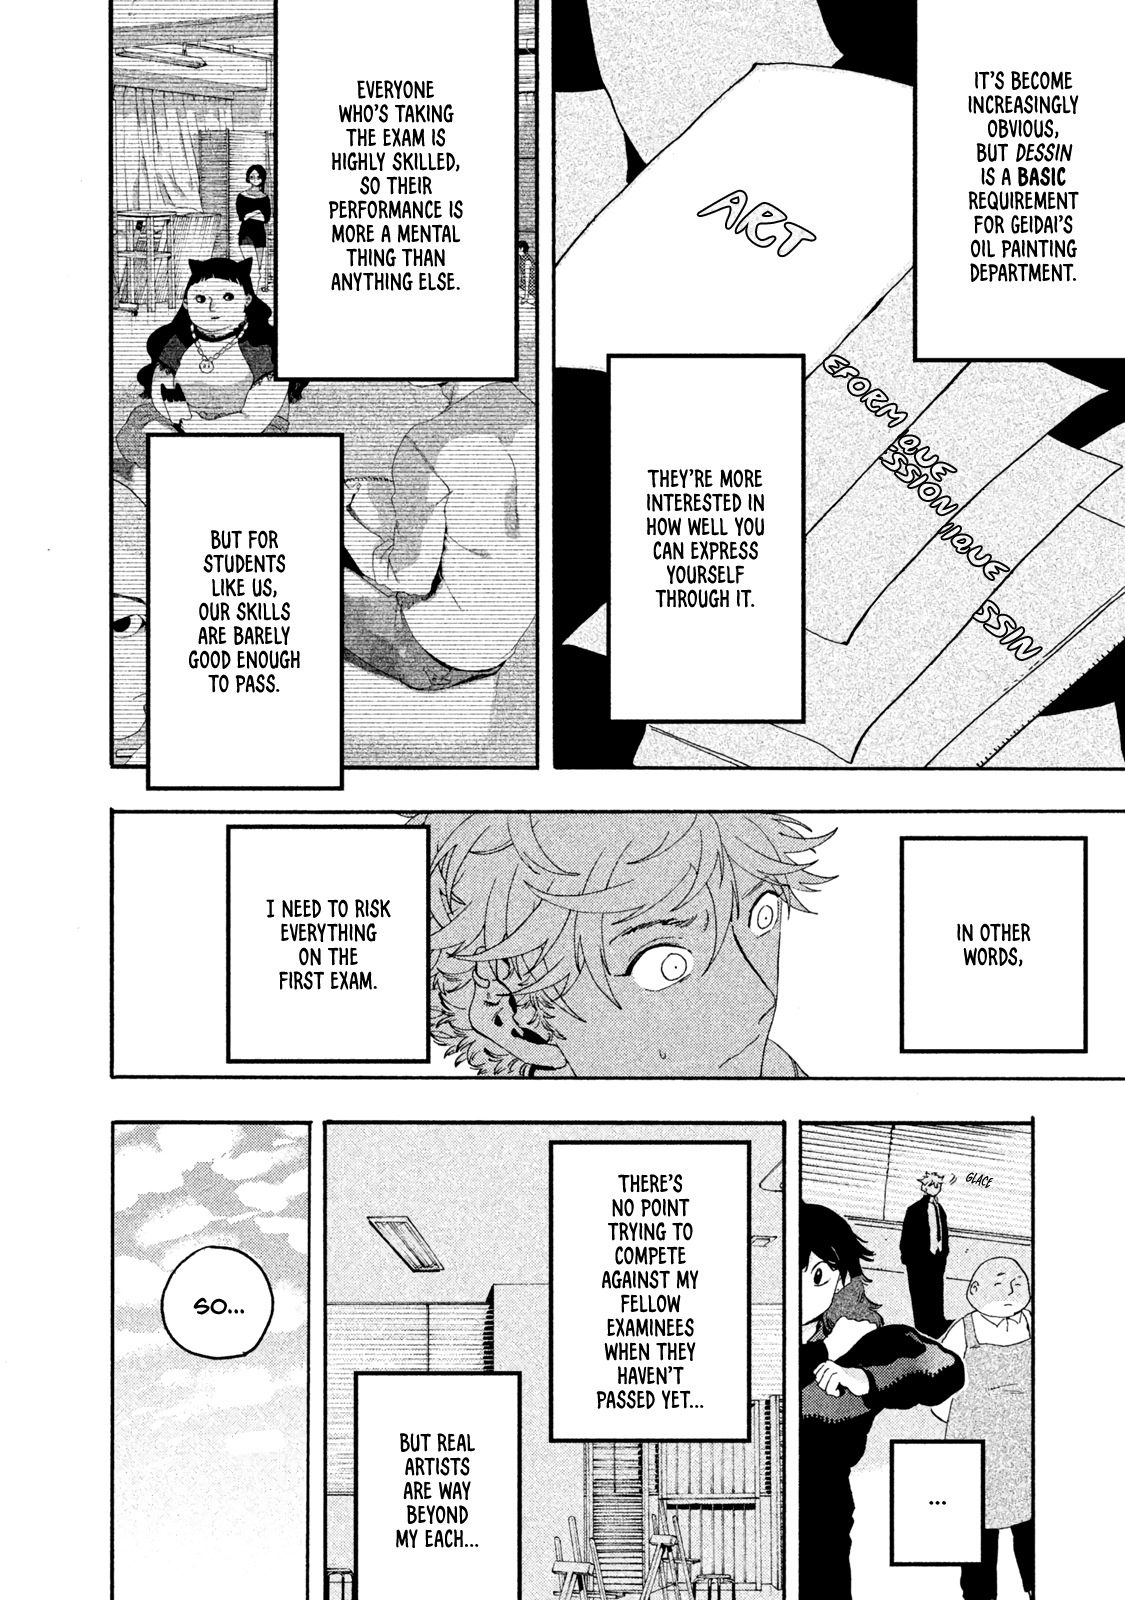 IT'S BECOME
INCREASINGLY
OBVIOUS,
BUT DESSIN
IS A BASIC
REQUIREMENT
FOR GEIDAI'S
OIL PAINTING
DEPARTMENT.
ART
EFORM
QUE
ESSION
NIQUE
SSIN
THEY'RE MORE
INTERESTED IN
HOW WELL YOU
CAN EXPRESS
YOURSELF
THROUGH IT.
EVERYONE
WHO'S TAKING
THE EXAM IS
HIGHLY SKILLED,
SO THEIR
PERFORMANCE IS
MORE A MENTAL
THING THAN
ANYTHING ELSE.
BUT FOR
STUDENTS
LIKE US,
OUR SKILLS
ARE BARELY
GOOD ENOUGH
TO PASS.
IN OTHER
WORDS,
I NEED TO RISK
EVERYTHING
ON THE
FIRST EXAM.
GLACE
...
THERE'S
NO POINT
TRYING TO
COMPETE
AGAINST MY
FELLOW
EXAMINEES
WHEN THEY
HAVEN'T
PASSED YET...
BUT REAL
ARTISTS
ARE WAY
BEYOND
MY EACH...
SO...